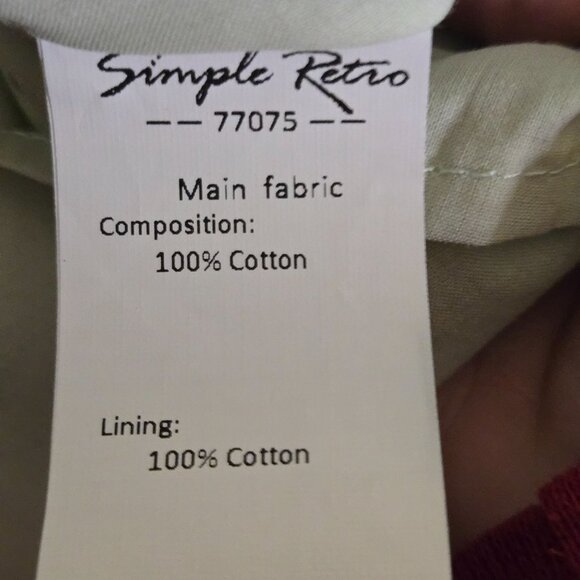 Simple Retro
—— 77075 ——
Main fabric
Composition:
100% Cotton
Lining:
100% Cotton